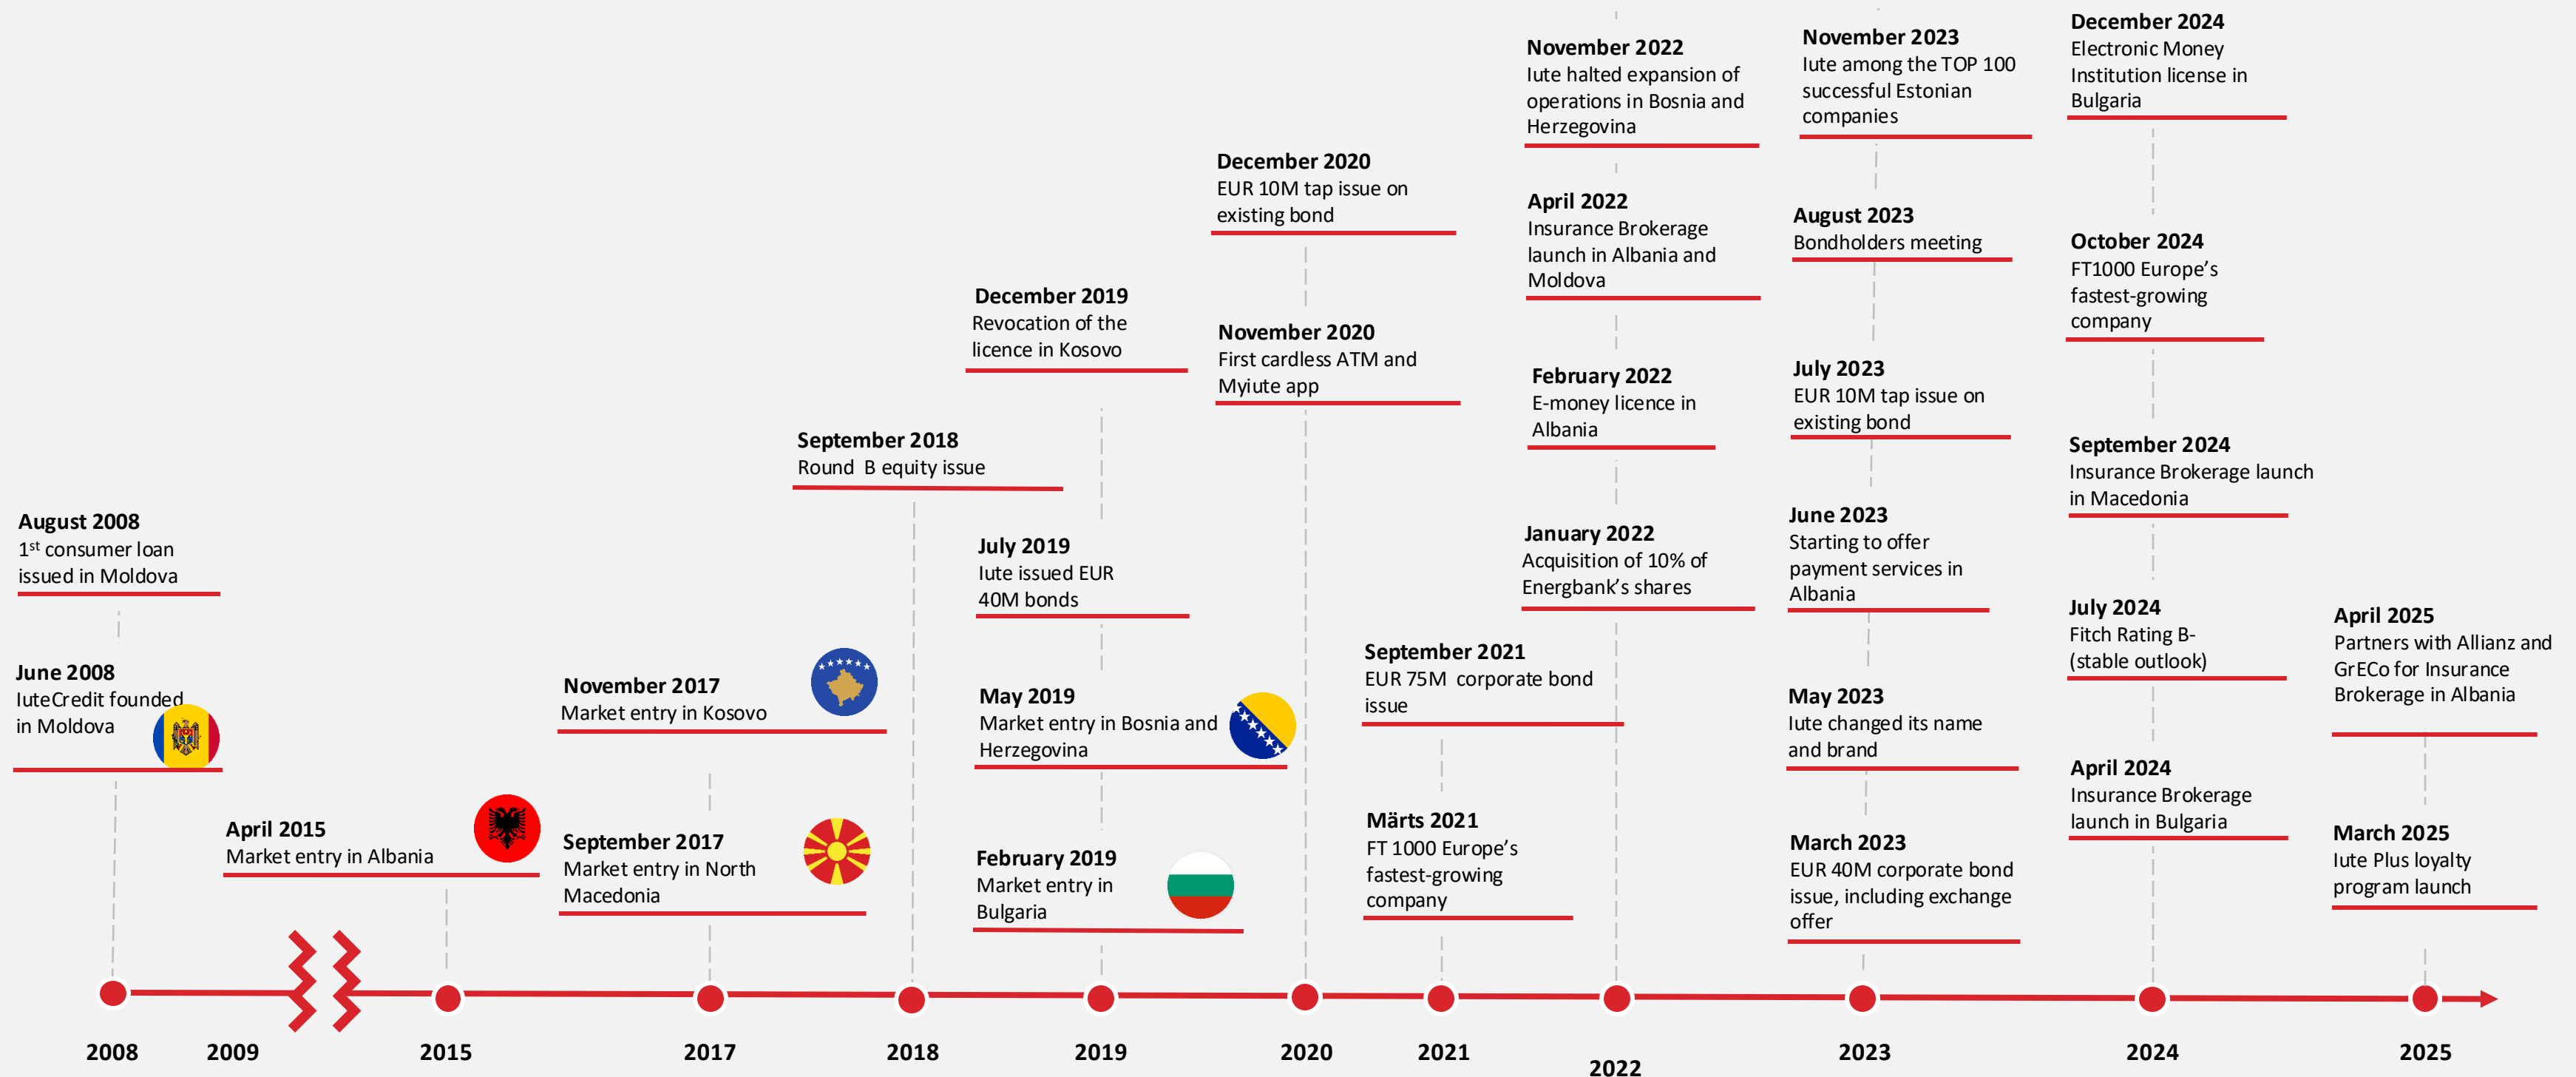 August 2008
1st consumer loan
issued in Moldova
June 2008
IuteCredit founded
in Moldova
April 2015
Market entry in Albania
November 2017
Market entry in Kosovo
September 2017
Market entry in North
Macedonia
September 2018
Round  B equity issue
December 2019
Revocation of the
licence in Kosovo
July 2019
Iute issued EUR
40M bonds
May 2019
Market entry in Bosnia and
Herzegovina
February 2019
Market entry in
Bulgaria
December 2020
EUR 10M tap issue on
existing bond
November 2020
First cardless ATM and
Myiute app
September 2021
EUR 75M  corporate bond
issue
Märts 2021
FT 1000 Europe’s
fastest-growing
company
November 2022
Iute halted expansion of
operations in Bosnia and
Herzegovina
April 2022
Insurance Brokerage
launch in Albania and
Moldova
February 2022
E-money licence in
Albania
January 2022
Acquisition of 10% of
Energbank’s shares
November 2023
Iute among the TOP 100
successful Estonian
companies
August 2023
Bondholders meeting
July 2023
EUR 10M tap issue on
existing bond
June 2023
Starting to offer
payment services in
Albania
May 2023
Iute changed its name
and brand
March 2023
EUR 40M corporate bond
issue, including exchange
offer
December 2024
Electronic Money
Institution license in
Bulgaria
October 2024
FT1000 Europe’s
fastest-growing
company
September 2024
Insurance Brokerage launch
in Macedonia
July 2024
Fitch Rating B-
(stable outlook)
April 2024
Insurance Brokerage
launch in Bulgaria
April 2025
Partners with Allianz and
GrECo for Insurance
Brokerage in Albania
March 2025
Iute Plus loyalty
program launch
2008
2009
2015
2017
2018
2019
2020
2021
2022
2023
2024
2025